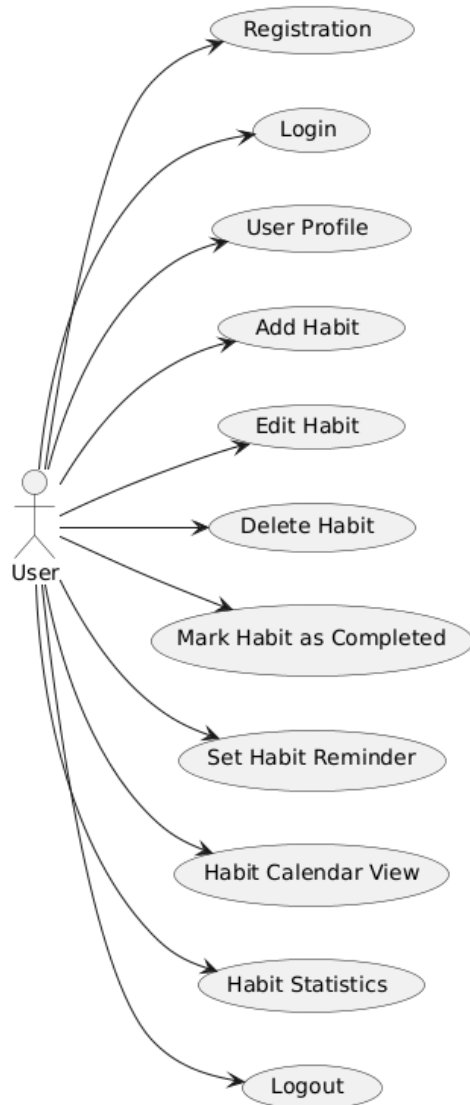 Registration
Login
User Profile
Add Habit
Edit Habit
Delete Habit
User
Mark Habit as Completed
Set Habit Reminder
Habit Calendar View
Habit Statistics
Logout